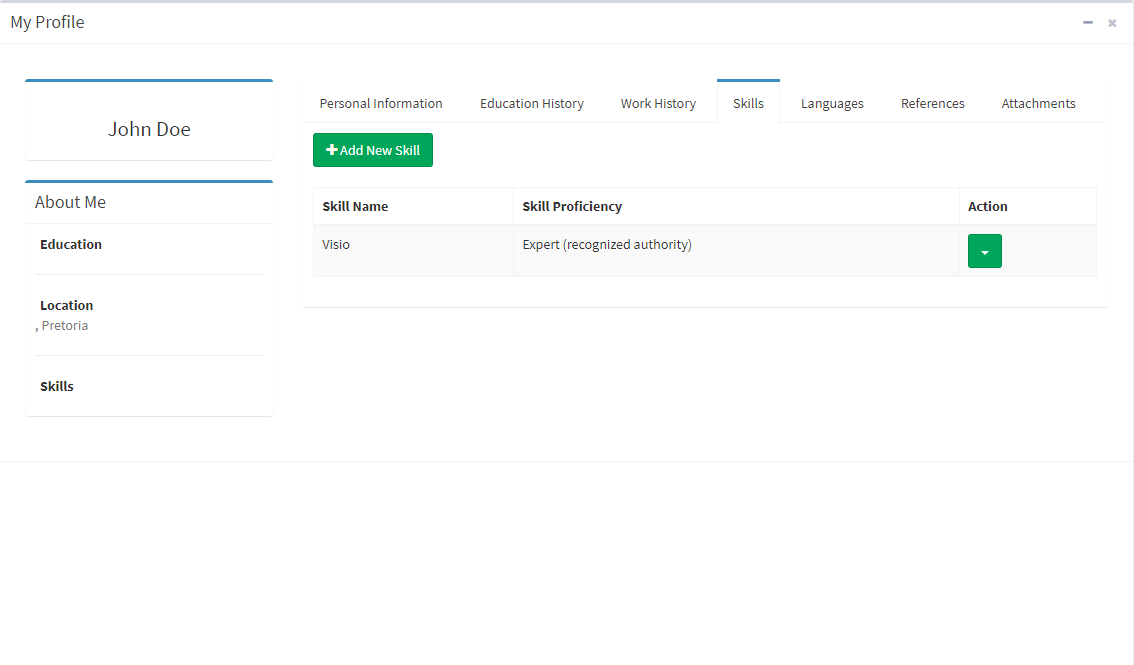 My Profile
John Doe
About Me
Education
Location
, Pretoria
Skills
Personal Information Education History Work History Skills Languages References Attachments
Add New Skill
Skill Name Skill Proficiency Action
Visio Expert (recognized authority)